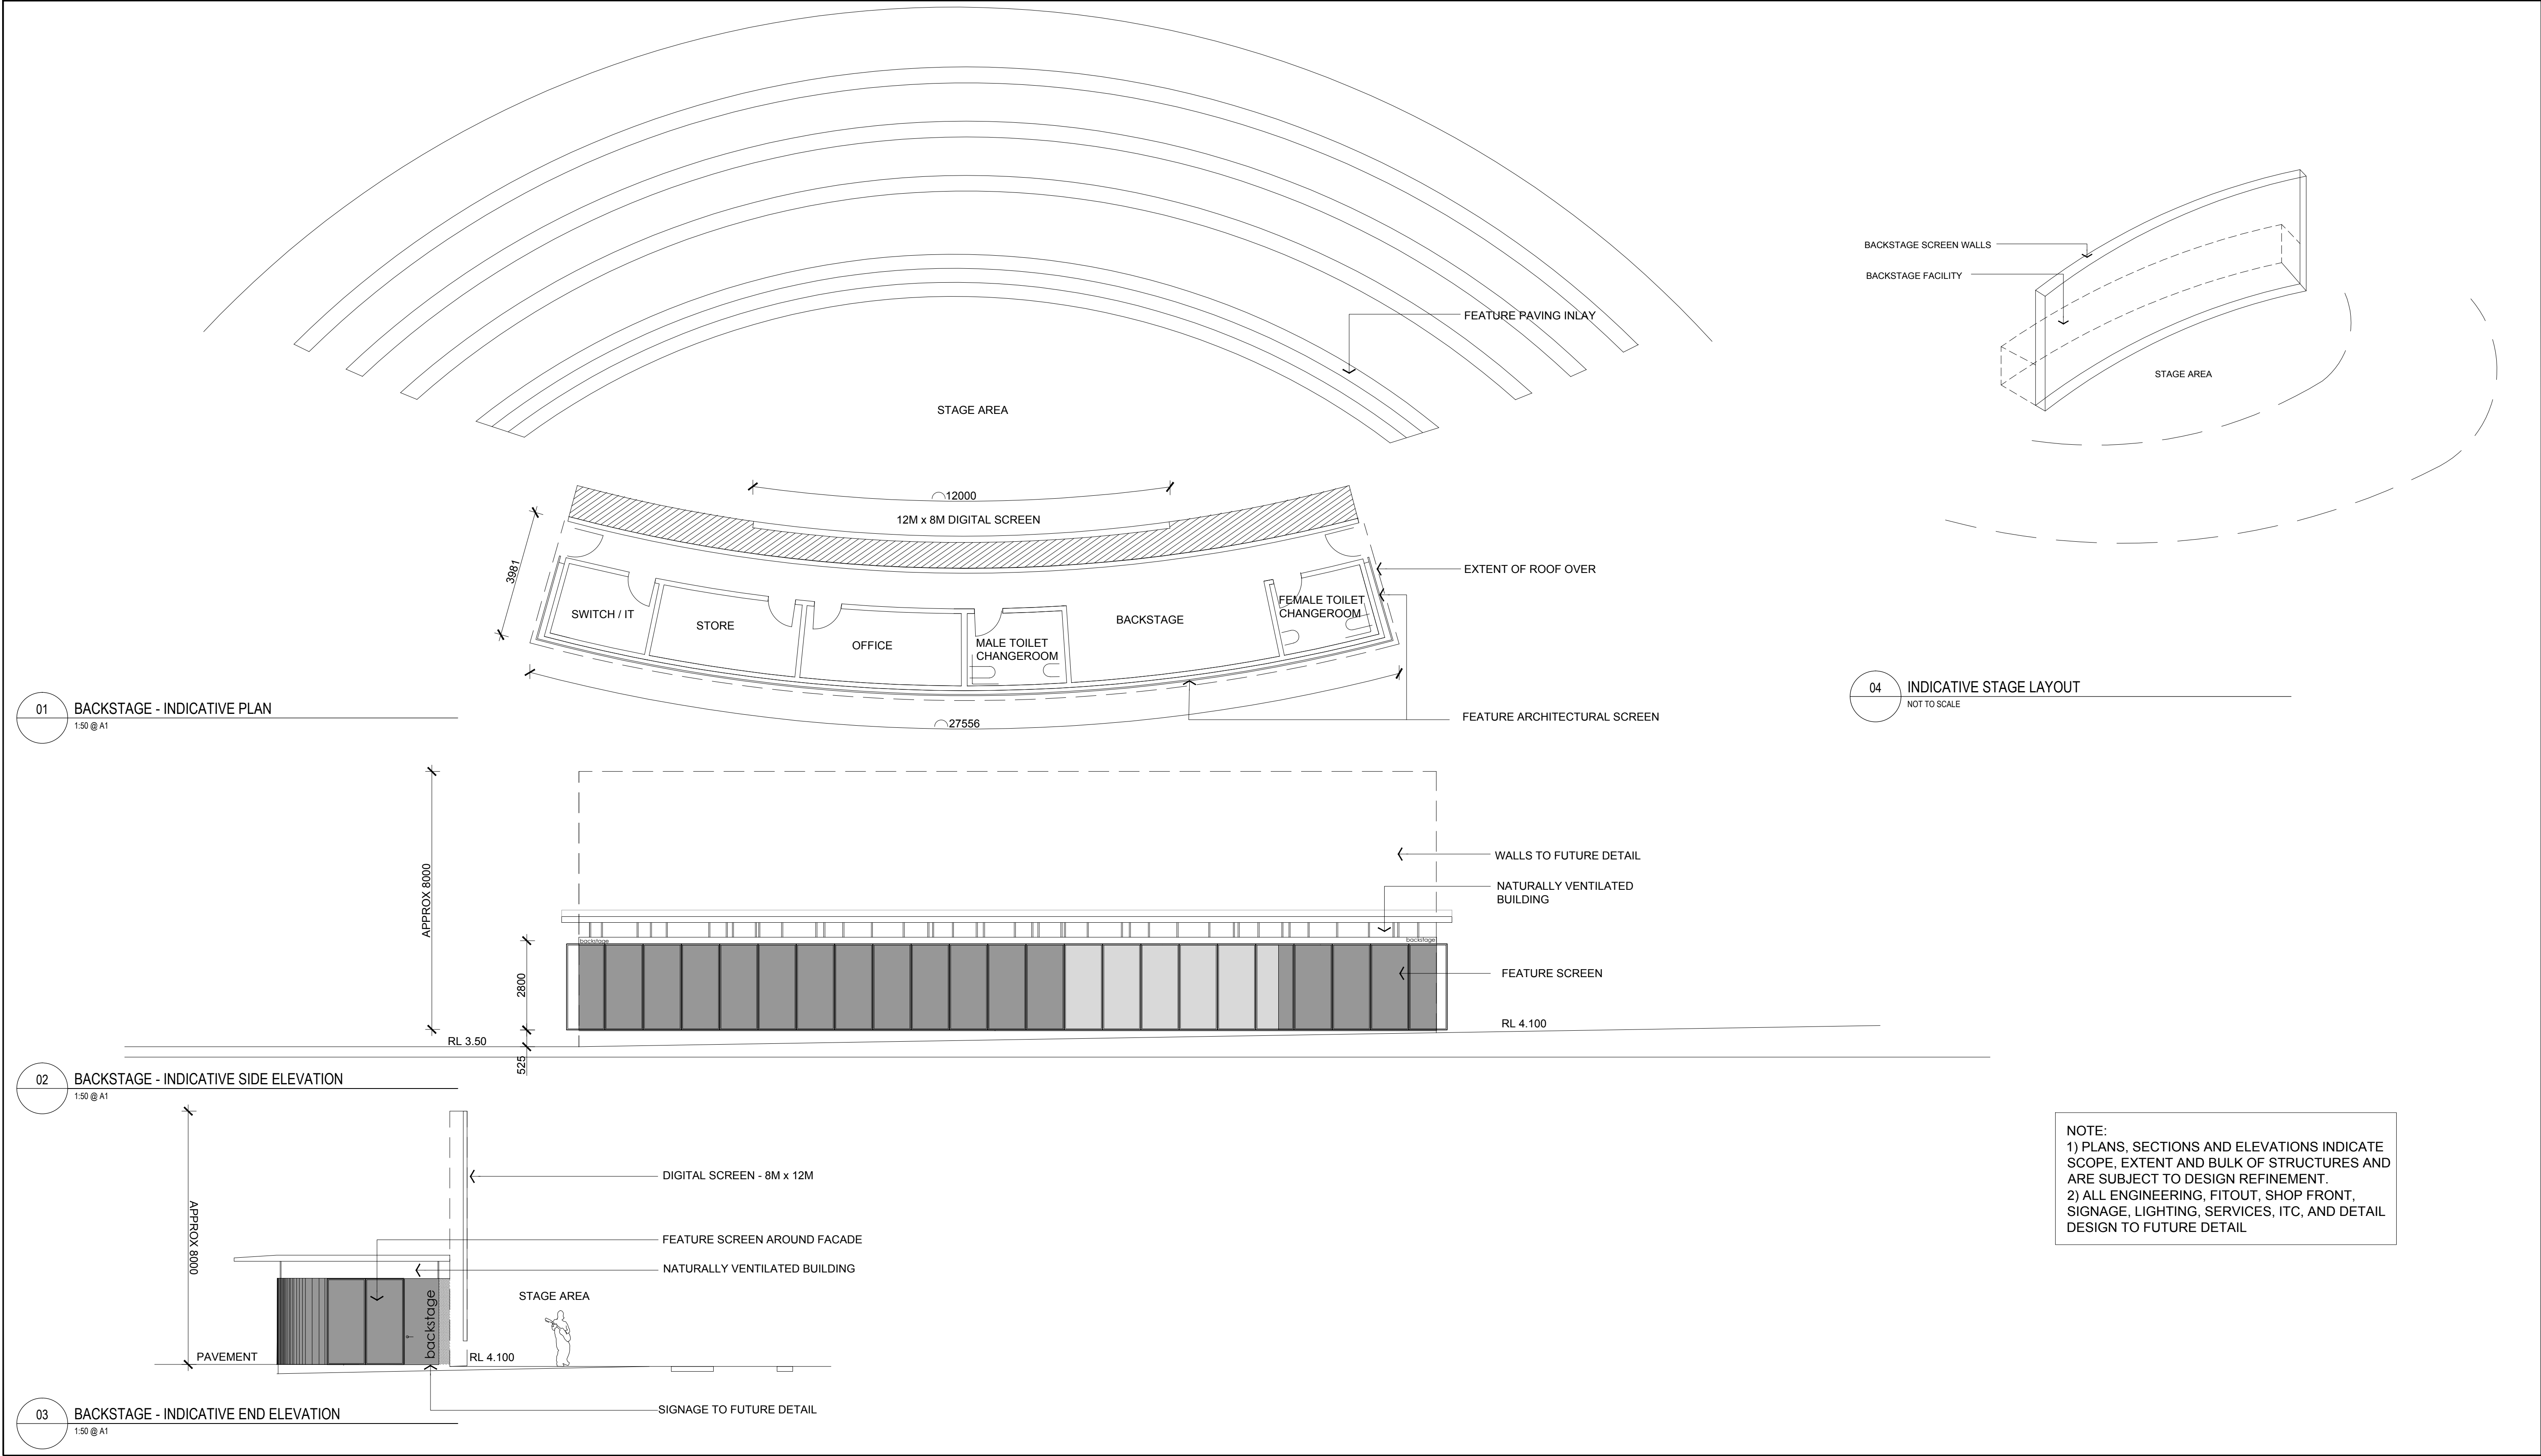 FEATURE PAVING INLAY
STAGE AREA
12000
12M x 8M DIGITAL SCREEN
3981
EXTENT OF ROOF OVER
SWITCH / IT
STORE
OFFICE
MALE TOILET
CHANGEROOM
BACKSTAGE
FEMALE TOILET
CHANGEROOM
27556
FEATURE ARCHITECTURAL SCREEN
01
BACKSTAGE - INDICATIVE PLAN
1:50 @ A1
BACKSTAGE SCREEN WALLS
BACKSTAGE FACILITY
STAGE AREA
04
INDICATIVE STAGE LAYOUT
NOT TO SCALE
APPROX 8000
WALLS TO FUTURE DETAIL
NATURALLY VENTILATED
BUILDING
backstage
backstage
2800
FEATURE SCREEN
RL 4.100
RL 3.50
525
02
BACKSTAGE - INDICATIVE SIDE ELEVATION
1:50 @ A1
APPROX 8000
DIGITAL SCREEN - 8M x 12M
FEATURE SCREEN AROUND FACADE
NATURALLY VENTILATED BUILDING
STAGE AREA
backstage
PAVEMENT
RL 4.100
SIGNAGE TO FUTURE DETAIL
03
BACKSTAGE - INDICATIVE END ELEVATION
1:50 @ A1
NOTE:
1) PLANS, SECTIONS AND ELEVATIONS INDICATE
SCOPE, EXTENT AND BULK OF STRUCTURES AND
ARE SUBJECT TO DESIGN REFINEMENT.
2) ALL ENGINEERING, FITOUT, SHOP FRONT,
SIGNAGE, LIGHTING, SERVICES, ITC, AND DETAIL
DESIGN TO FUTURE DETAIL